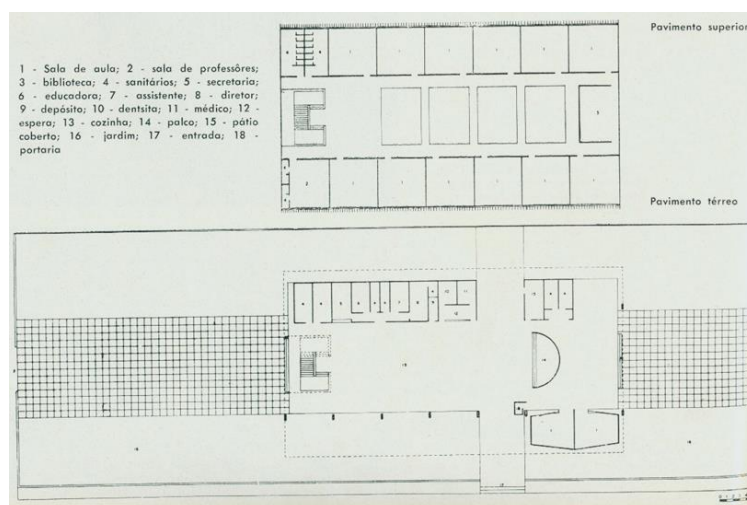 1 - Sala de aula; 2 - sala de professôres;
3 - biblioteca; 4 - sanitários; 5 - secretaria;
6 - educadora; 7 - assistente; 8 - diretor;
9 - depósito; 10 - dentsita; 11 - médico; 12 -
espera; 13 - cozinha; 14 - palco; 15 - pátio
coberto; 16 - jardim; 17 - entrada; 18 -
portaria
Pavimento superior
Pavimento térreo